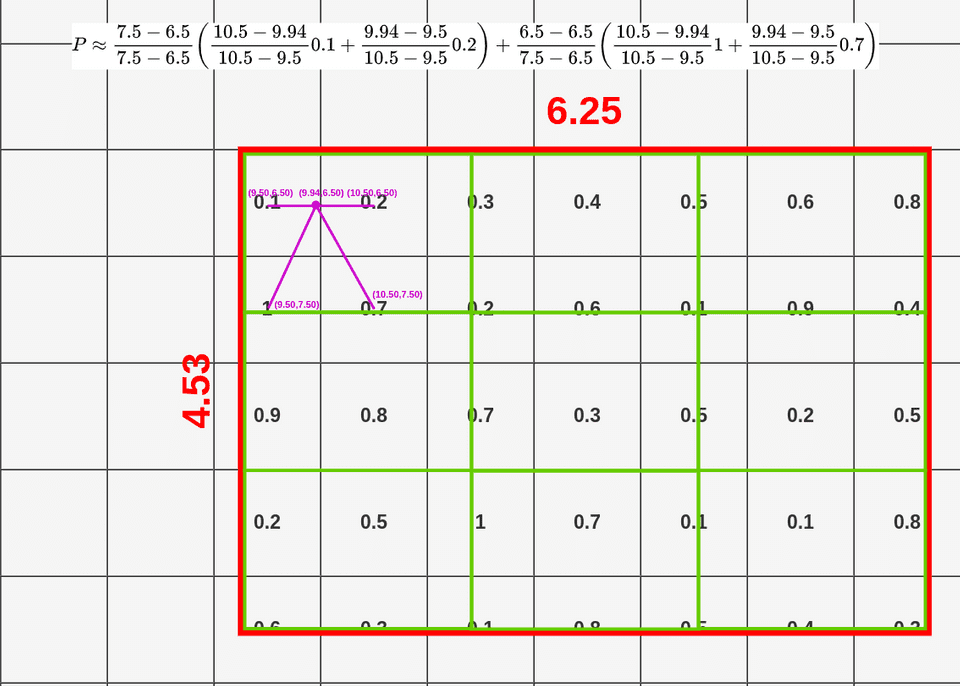 P ≈ \frac{7.5 − 6.5}{7.5 − 6.5} ( \frac{10.5 − 9.94}{10.5 − 9.5} 0.1 + \frac{9.94 − 9.5}{10.5 − 9.5} 0.2 ) + \frac{6.5 − 6.5}{7.5 − 6.5} ( \frac{10.5 − 9.94}{10.5 − 9.5} 1 + \frac{9.94 − 9.5}{10.5 − 9.5} 0.7 )
6.25
(9.50,6.50) (9.94,6.50) (10.50,6.50)
0.1 0.2 0.3 0.4 0.5 0.6 0.8
(10.50,7.50)
(9.50,7.50)
1 0.7 0.2 0.6 0.1 0.9 0.4
4.53
0.9 0.8 0.7 0.3 0.5 0.2 0.5
0.2 0.5 1 0.7 0.1 0.1 0.8